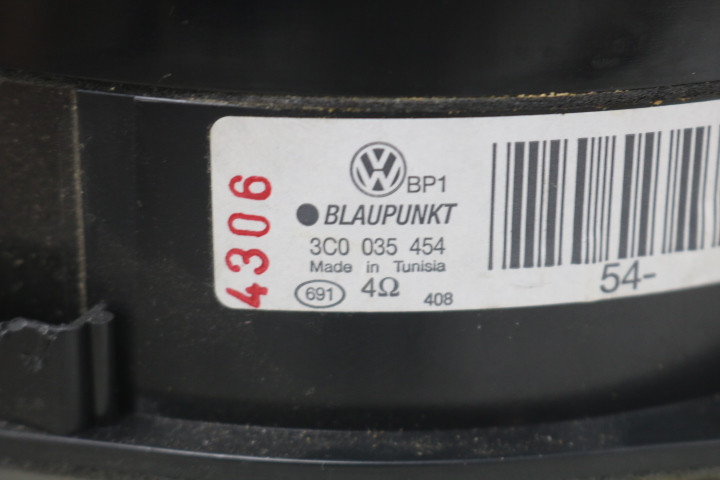 4306
VW BP1
BLAUPUNKT
3C0 035 454
Made in Tunisia
691 4Ω 408
54-